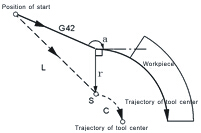 Position of start
G42
a
Workpiece
L
r
S
C
Trajectory of tool center
Trajectory of tool center